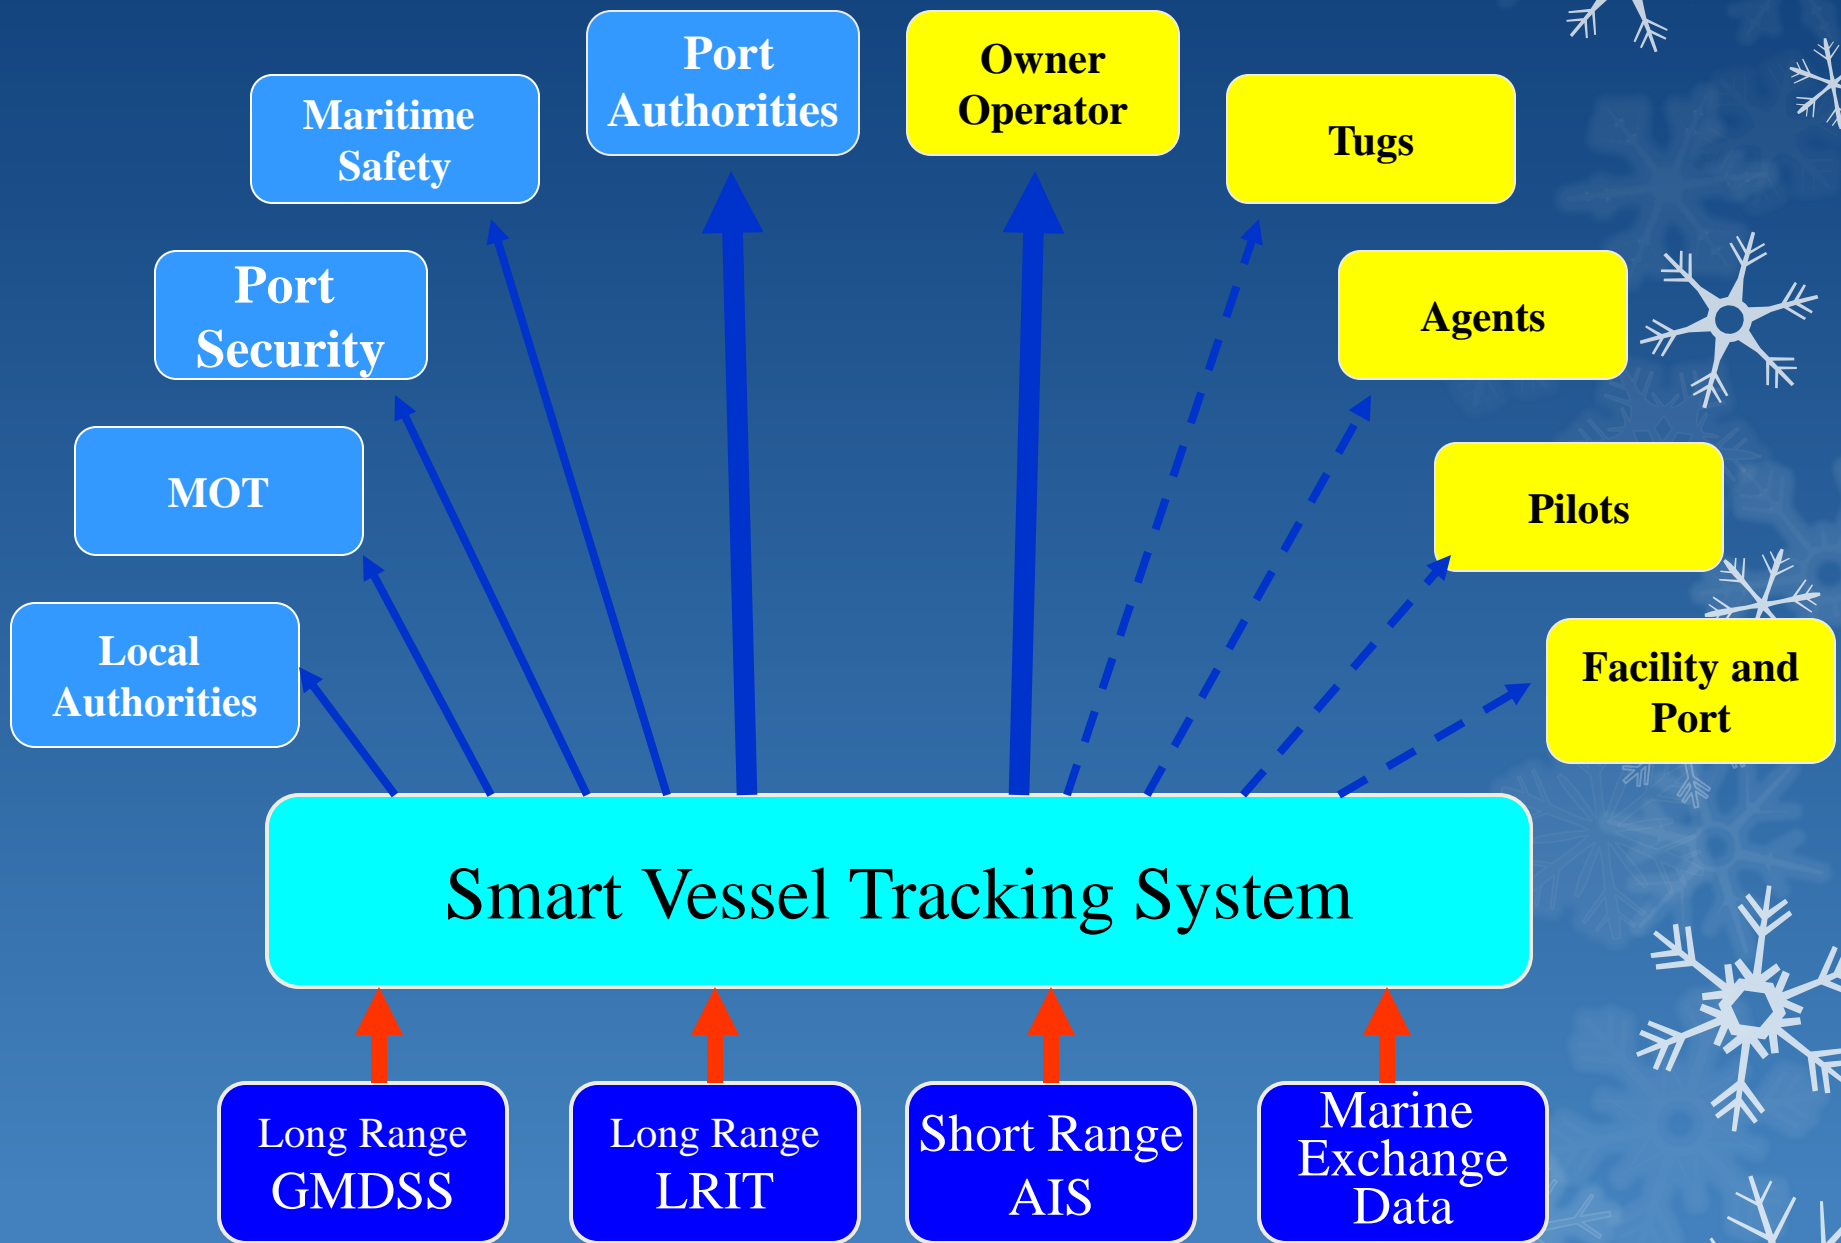 Port
Authorities
Owner
Operator
Maritime
Safety
Tugs
Port
Security
Agents
MOT
Pilots
Local
Authorities
Facility and
Port
Smart Vessel Tracking System
Long Range
GMDSS
Long Range
LRIT
Short Range
AIS
Marine
Exchange
Data